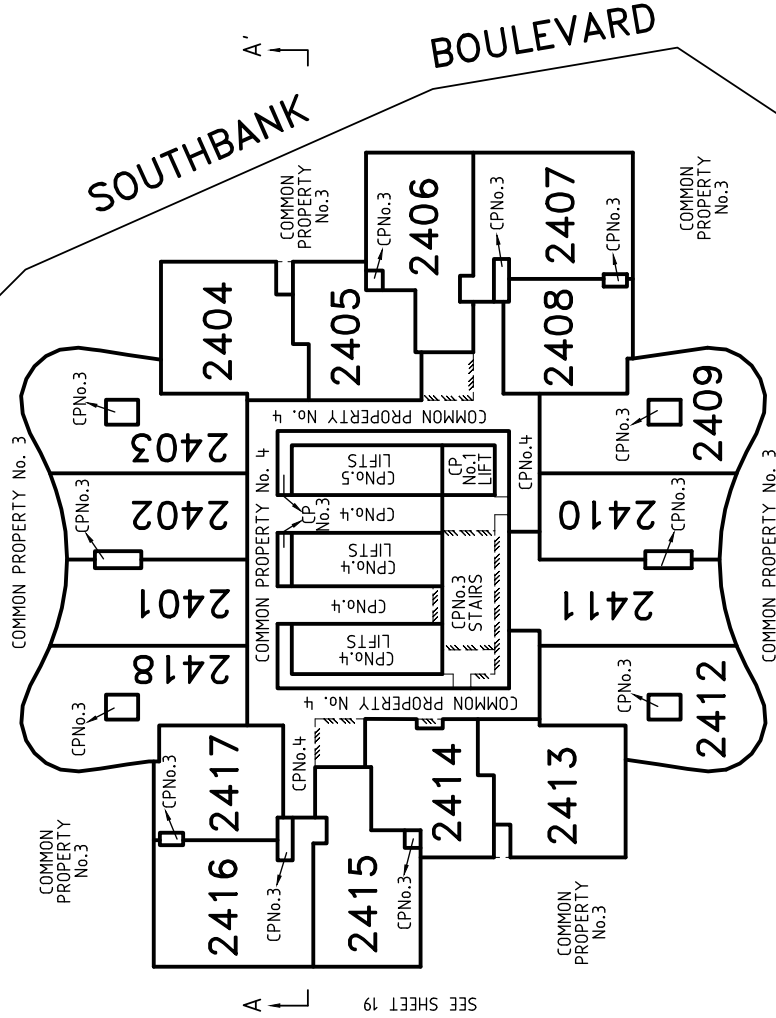 A'
BOULEVARD
SOUTHBANK
COMMON
PROPERTY
No.3
2406
CPNo.3
2407
CPNo.3
CPNo.3
COMMON
PROPERTY
No.3
2404
2405
2408
CPNo.3
2403
COMMON PROPERTY No. 4
CPNo.3
2409
COMMON PROPERTY No. 3
CPNo.3
2402
COMMON PROPERTY No. 4
CPNo.5
LIFTS
CP
No.1
LIFT
CPNo.4
2410
CPNo.3
CP
No.3
CPNo.4
CPNo.4
LIFTS
CPNo.3
STAIRS
2401
CPNo.4
2411
COMMON PROPERTY No. 3
2418
CPNo.3
CPNo.4
LIFTS
COMMON PROPERTY No. 4
CPNo.3
2412
2417
CPNo.3
CPNo.4
2414
2413
COMMON
PROPERTY
No.3
2416
CPNo.3
2415
CPNo.3
COMMON
PROPERTY
No.3
A
SEE SHEET 19